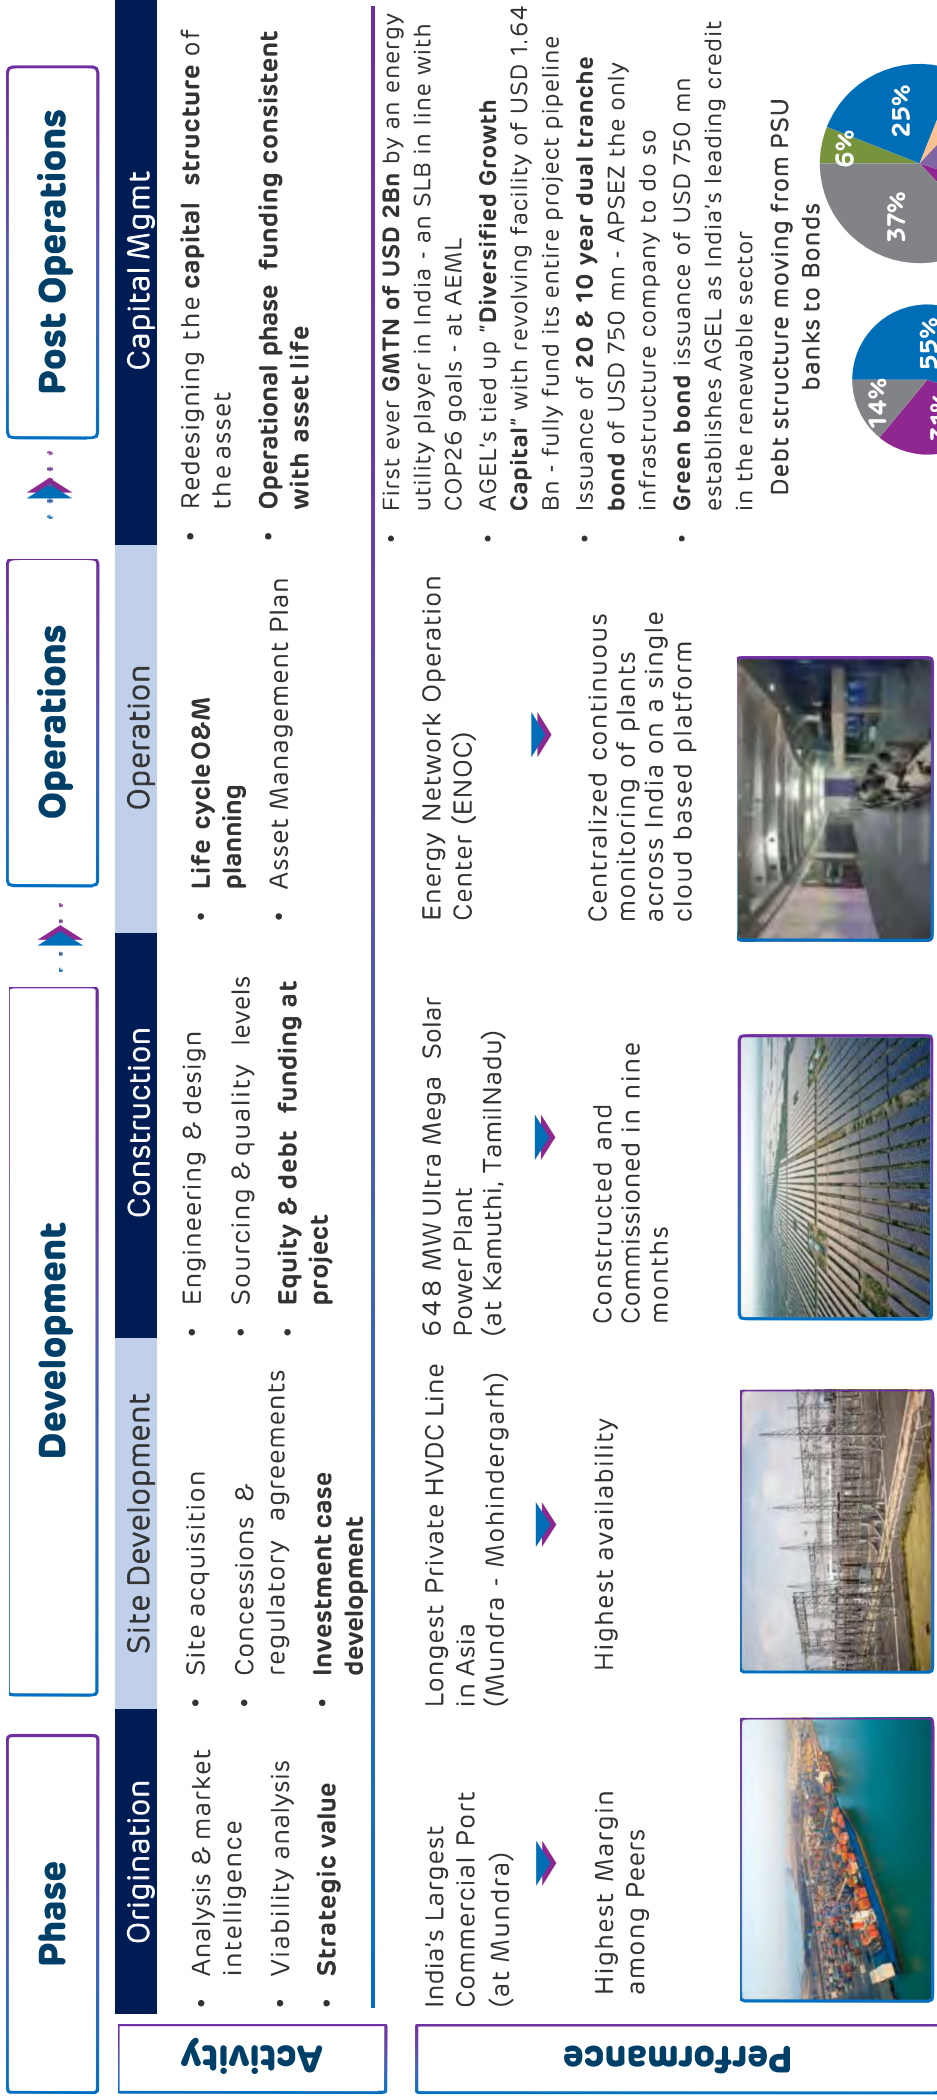 Phase
Development
Operations
Post Operations
Origination
Site Development
Construction
Operation
Capital Mgmt
Activity
• Analysis & market
intelligence
• Viability analysis
• Strategic value
• Site acquisition
• Concessions &
regulatory agreements
• Investment case
development
• Engineering & design
• Sourcing & quality levels
• Equity & debt funding at
project
• Life cycle O&M
planning
• Asset Management Plan
• Redesigning the capital structure of
the asset
• Operational phase funding consistent
with asset life
Performance
India's Largest
Commercial Port
(at Mundra)
Highest Margin
among Peers
Longest Private HVDC Line
in Asia
(Mundra - Mohindergarh)
Highest availability
648 MW Ultra Mega Solar
Power Plant
(at Kamuthi, TamilNadu)
Constructed and
Commissioned in nine
months
Energy Network Operation
Center (ENOC)
Centralized continuous
monitoring of plants
across India on a single
cloud based platform
• First ever GMTN of USD 2Bn by an energy
utility player in India - an SLB in line with
COP26 goals - at AEML
• AGEL's tied up "Diversified Growth
Capital" with revolving facility of USD 1.64
Bn - fully fund its entire project pipeline
• Issuance of 20 & 10 year dual tranche
bond of USD 750 mn - APSEZ the only
infrastructure company to do so
• Green bond issuance of USD 750 mn
establishes AGEL as India's leading credit
in the renewable sector
Debt structure moving from PSU
banks to Bonds
14%
55%
31%
6%
37%
25%